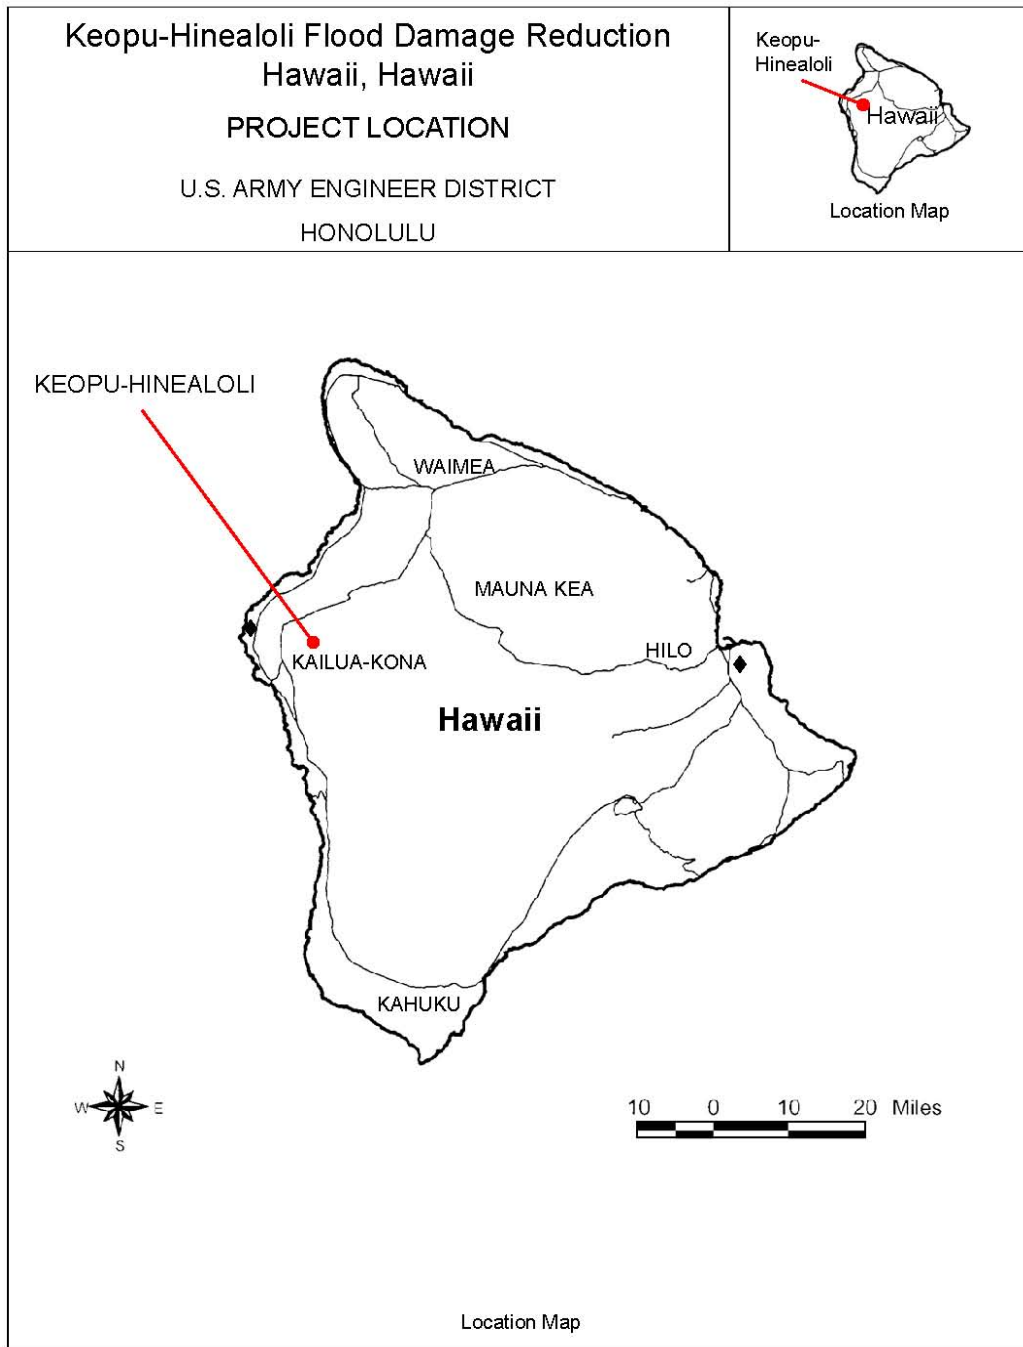 Keopu-Hinealoli Flood Damage Reduction
Hawaii, Hawaii
PROJECT LOCATION
U.S. ARMY ENGINEER DISTRICT
HONOLULU
Keopu-
Hinealoli
Hawaii
Location Map
KEOPU-HINEALOLI
WAIMEA
MAUNA KEA
HILO
KAILUA-KONA
Hawaii
KAHUKU
N
W E
S
10 0 10 20 Miles
Location Map